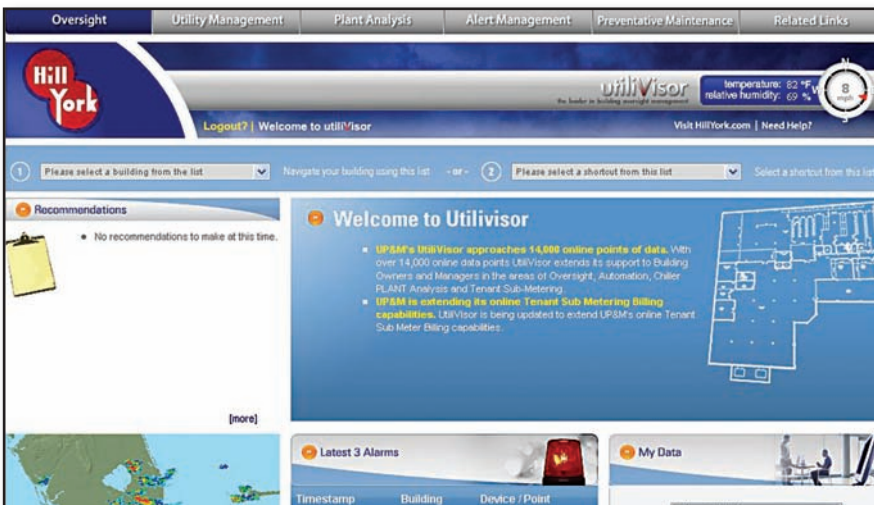 Oversight Utility Management Plant Analysis Alert Management Preventative Maintenance Related Links
Hill
York
utiliVisor
the leader in building oversight management
temperature: 82 °F
relative humidity: 69 %
N
W
8
mph
S
Logout? | Welcome to utiliVisor
Visit HillYork.com | Need Help?
1 Please select a building from the list Navigate your building using this list - or - 2 Please select a shortcut from this list Select a shortcut from this list
Recommendations
No recommendations to make at this time.
[more]
Welcome to Utilivisor
UP&M's UtiliVisor approaches 14,000 online points of data. With
over 14,000 online data points UtiliVisor extends its support to Building
Owners and Managers in the areas of Oversight, Automation, Chiller
PLANT Analysis and Tenant Sub-Metering.
UP&M is extending its online Tenant Sub Metering Billing
capabilities. UtiliVisor is being updated to extend UP&M's online Tenant
Sub Meter Billing capabilities.
Latest 3 Alarms
Timestamp Building Device / Point
My Data